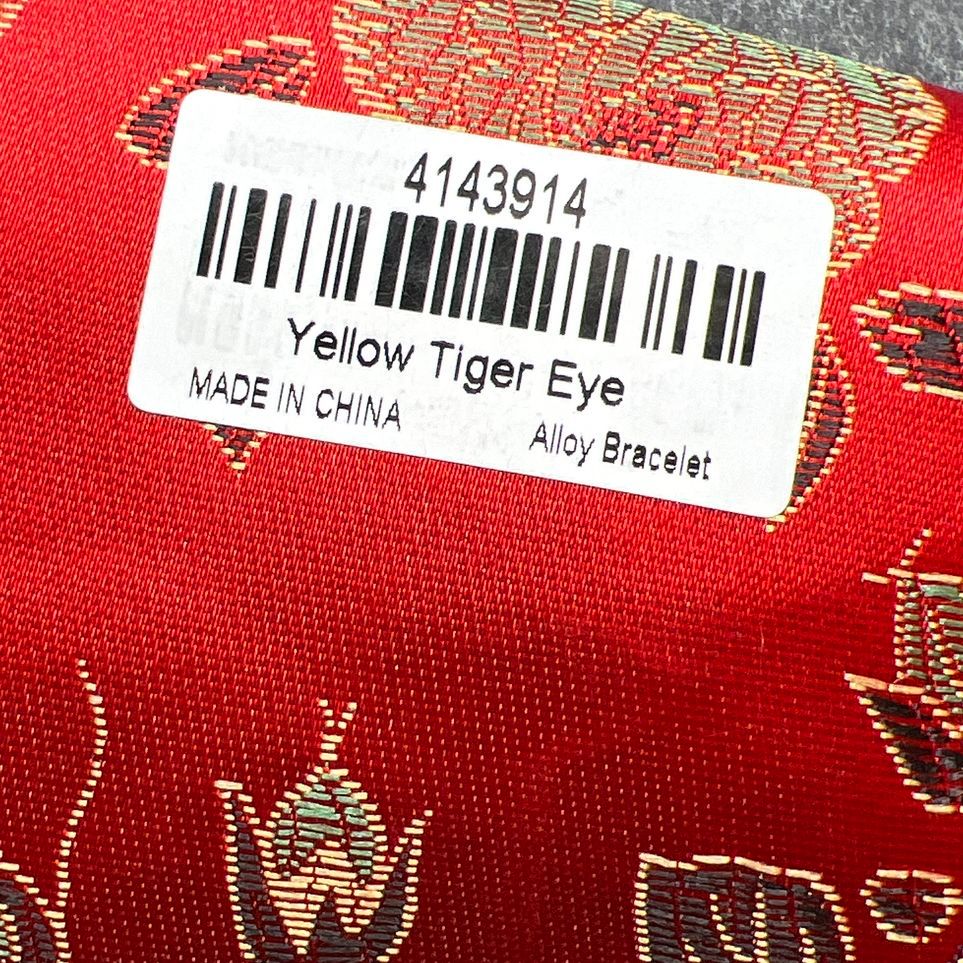 4143914
Yellow Tiger Eye
MADE IN CHINA
Alloy Bracelet